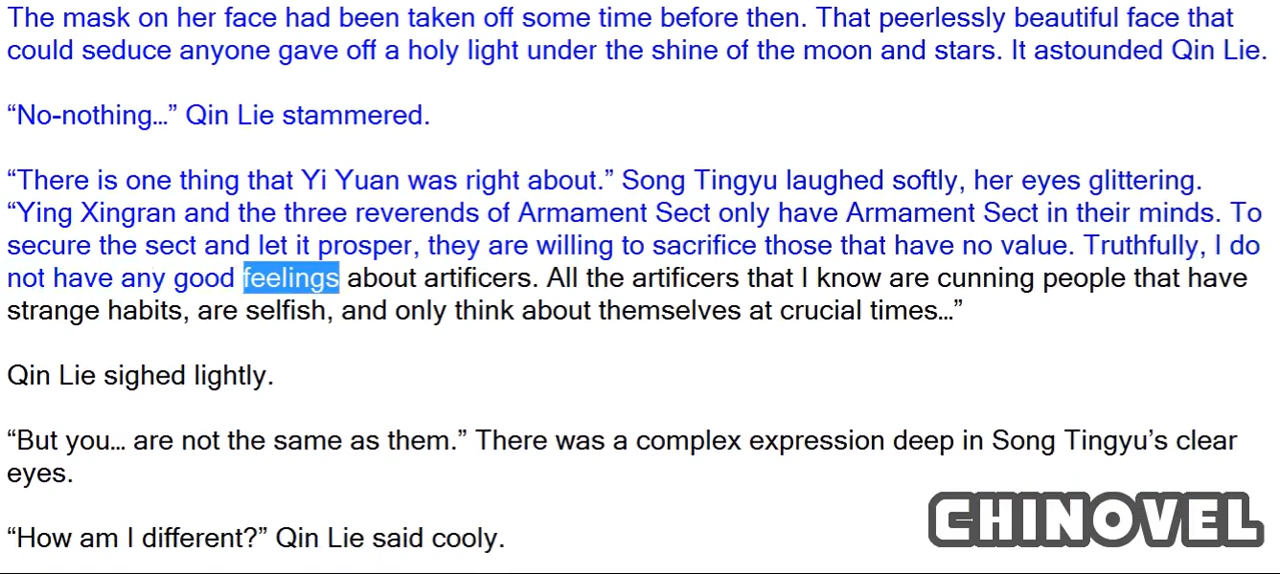 The mask on her face had been taken off some time before then. That peerlessly beautiful face that
could seduce anyone gave off a holy light under the shine of the moon and stars. It astounded Qin Lie.
“No-nothing…” Qin Lie stammered.
“There is one thing that Yi Yuan was right about.” Song Tingyu laughed softly, her eyes glittering.
“Ying Xingran and the three reverends of Armament Sect only have Armament Sect in their minds. To
secure the sect and let it prosper, they are willing to sacrifice those that have no value. Truthfully, I do
not have any good feelings about artificers. All the artificers that I know are cunning people that have
strange habits, are selfish, and only think about themselves at crucial times…”
Qin Lie sighed lightly.
“But you… are not the same as them.” There was a complex expression deep in Song Tingyu’s clear
eyes.
“How am I different?” Qin Lie said cooly.
CHINOVEL